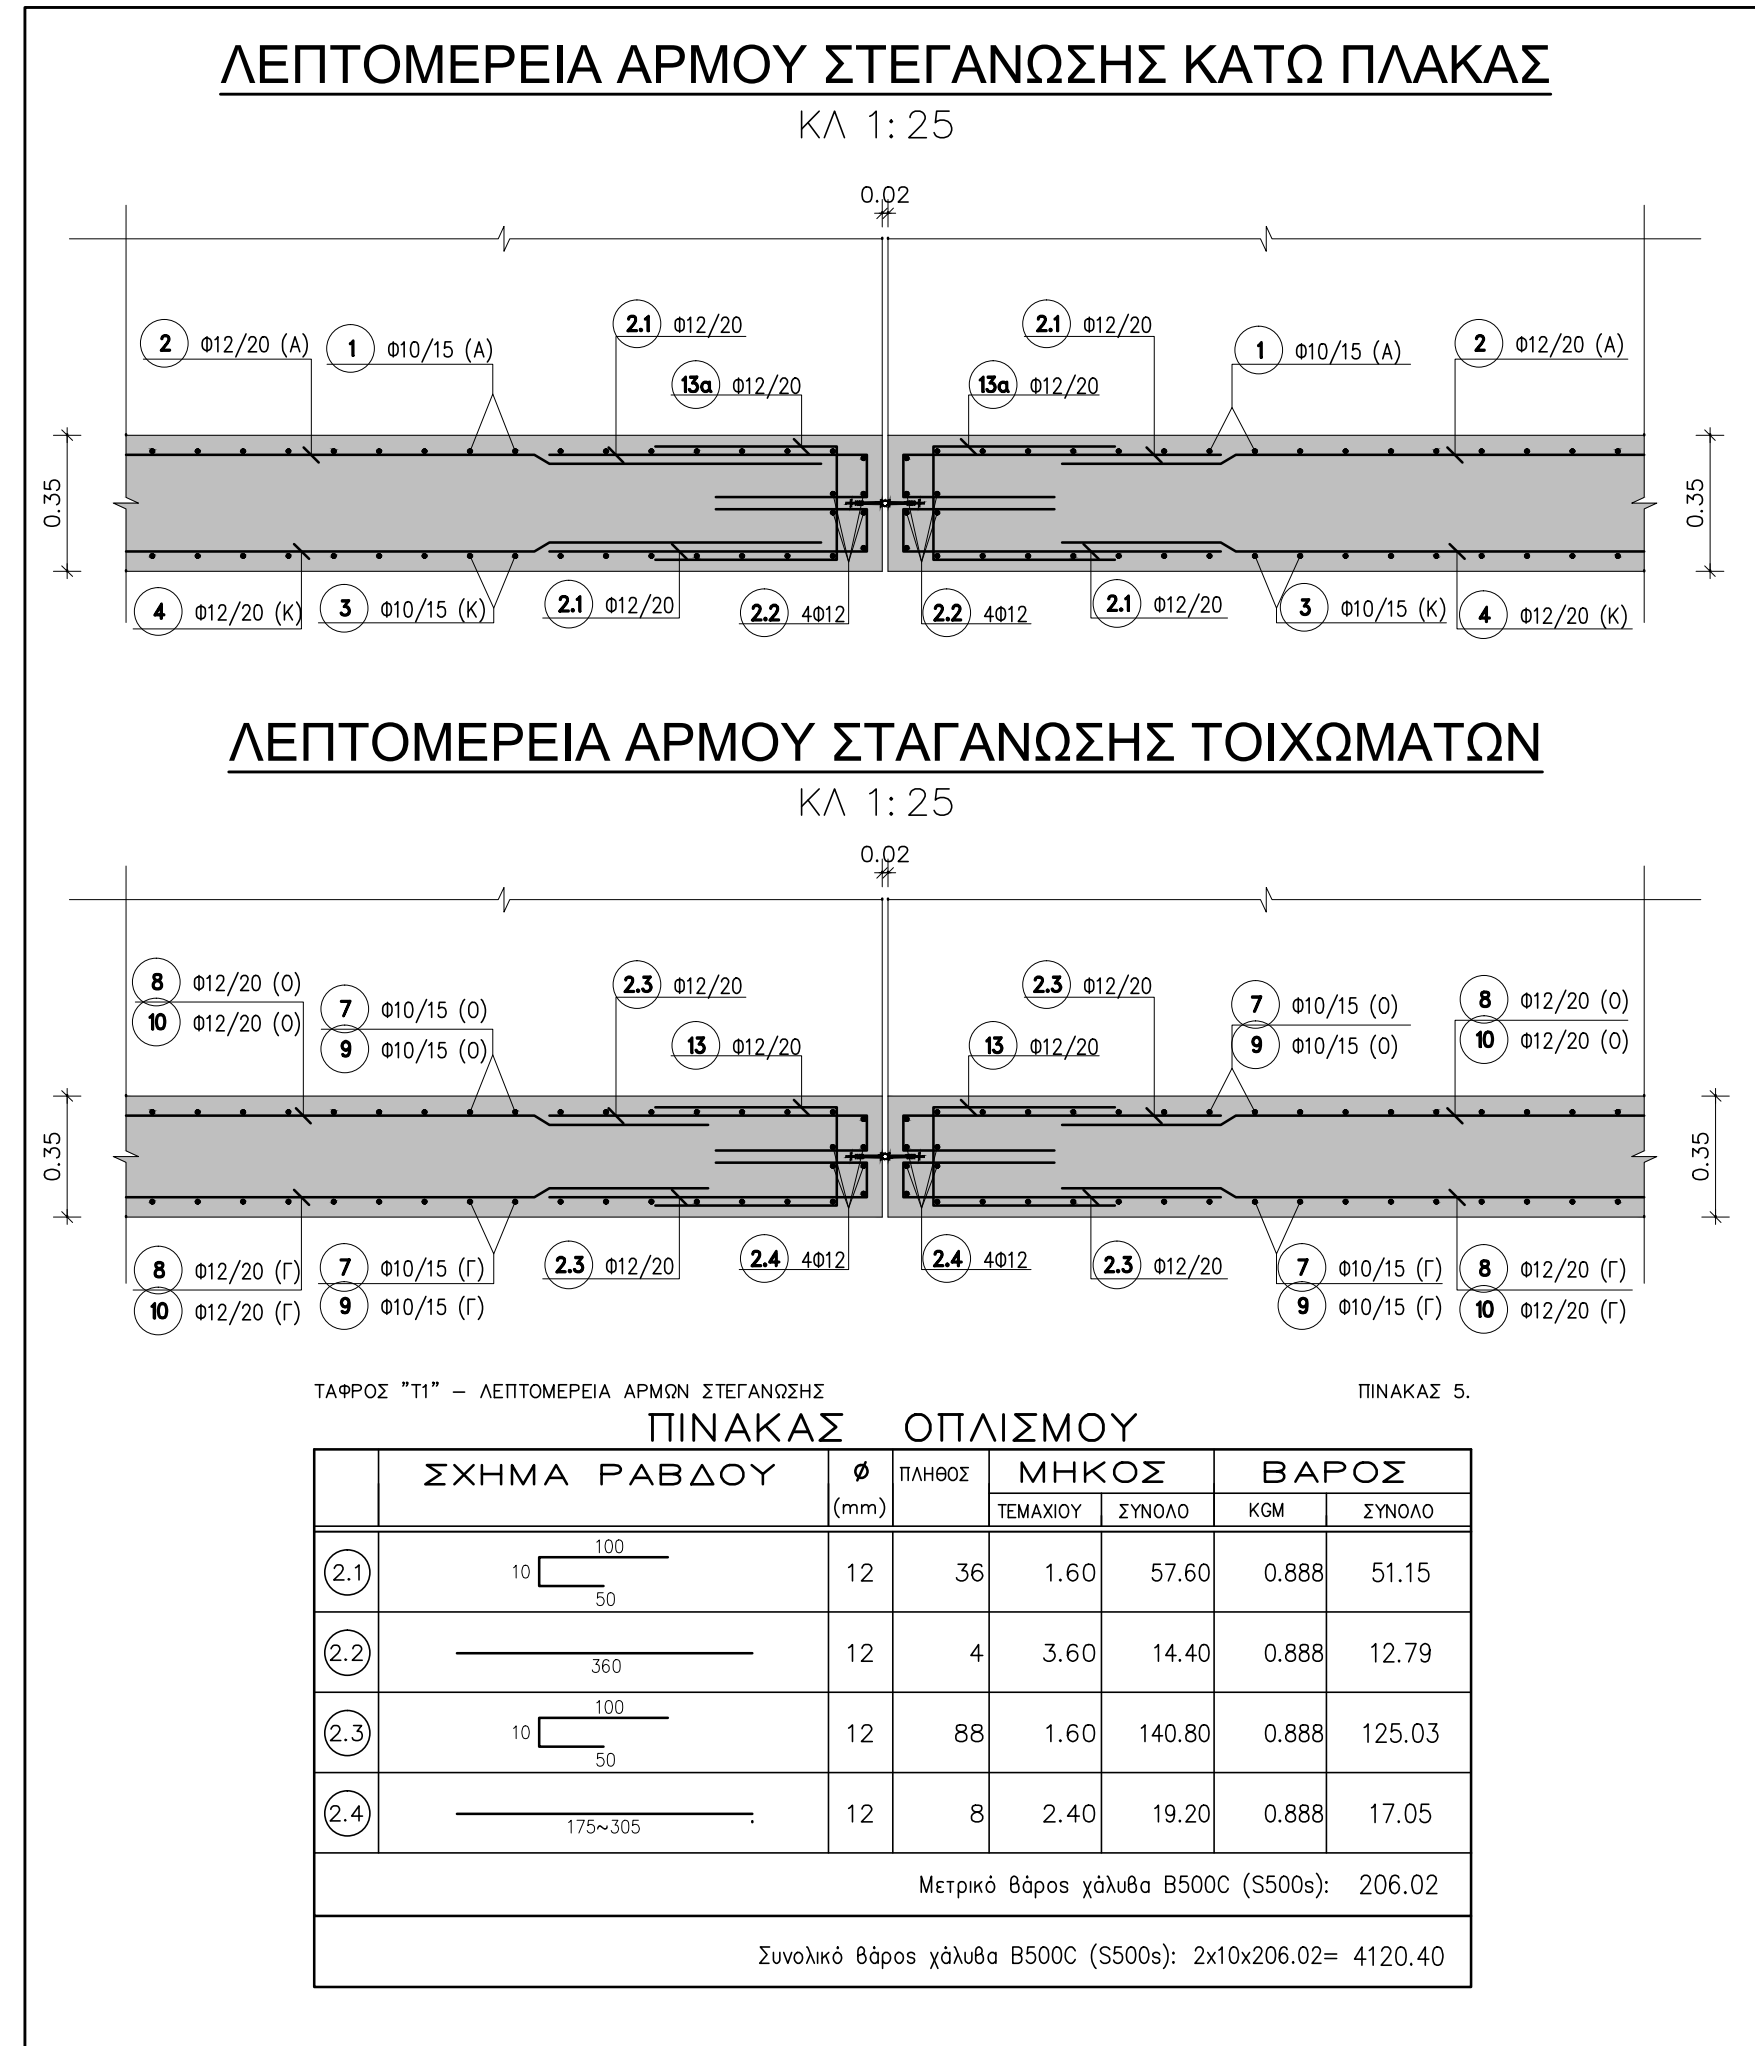 ΛΕΠΤΟΜΕΡΕΙΑ ΑΡΜΟΥ ΣΤΕΓΑΝΩΣΗΣ ΚΑΤΩ ΠΛΑΚΑΣ
ΚΛ 1:25
0.02
2 Φ12/20 (Α) 1 Φ10/15 (Α) 2.1 Φ12/20 2.1 Φ12/20 1 Φ10/15 (Α) 2 Φ12/20 (Α)
13α Φ12/20 13α Φ12/20
0.35 0.35
4 Φ12/20 (Κ) 3 Φ10/15 (Κ) 2.1 Φ12/20 2.2 4Φ12 2.2 4Φ12 2.1 Φ12/20 3 Φ10/15 (Κ) 4 Φ12/20 (Κ)
ΛΕΠΤΟΜΕΡΕΙΑ ΑΡΜΟΥ ΣΤΑΓΑΝΩΣΗΣ ΤΟΙΧΩΜΑΤΩΝ
ΚΛ 1:25
0.02
8 Φ12/20 (Ο) 7 Φ10/15 (Ο) 2.3 Φ12/20 2.3 Φ12/20 7 Φ10/15 (Ο) 8 Φ12/20 (Ο)
10 Φ12/20 (Ο) 9 Φ10/15 (Ο) 13 Φ12/20 13 Φ12/20 9 Φ10/15 (Ο) 10 Φ12/20 (Ο)
0.35 0.35
8 Φ12/20 (Γ) 7 Φ10/15 (Γ) 2.3 Φ12/20 2.4 4Φ12 2.4 4Φ12 2.3 Φ12/20 7 Φ10/15 (Γ) 8 Φ12/20 (Γ)
10 Φ12/20 (Γ) 9 Φ10/15 (Γ) 9 Φ10/15 (Γ) 10 Φ12/20 (Γ)
ΤΑΦΡΟΣ "Τ1" – ΛΕΠΤΟΜΕΡΕΙΑ ΑΡΜΩΝ ΣΤΕΓΑΝΩΣΗΣ ΠΙΝΑΚΑΣ 5.
ΠΙΝΑΚΑΣ ΟΠΛΙΣΜΟΥ
ΣΧΗΜΑ ΡΑΒΔΟΥ Ø ΠΛΗΘΟΣ ΜΗΚΟΣ ΒΑΡΟΣ
(mm) ΤΕΜΑΧΙΟΥ ΣΥΝΟΛΟ KGM ΣΥΝΟΛΟ
2.1 100 10 50 12 36 1.60 57.60 0.888 51.15
2.2 360 12 4 3.60 14.40 0.888 12.79
2.3 100 10 50 12 88 1.60 140.80 0.888 125.03
2.4 175~305 12 8 2.40 19.20 0.888 17.05
Μετρικό βάρος χάλυβα B500C (S500s): 206.02
Συνολικό βάρος χάλυβα B500C (S500s): 2x10x206.02= 4120.40